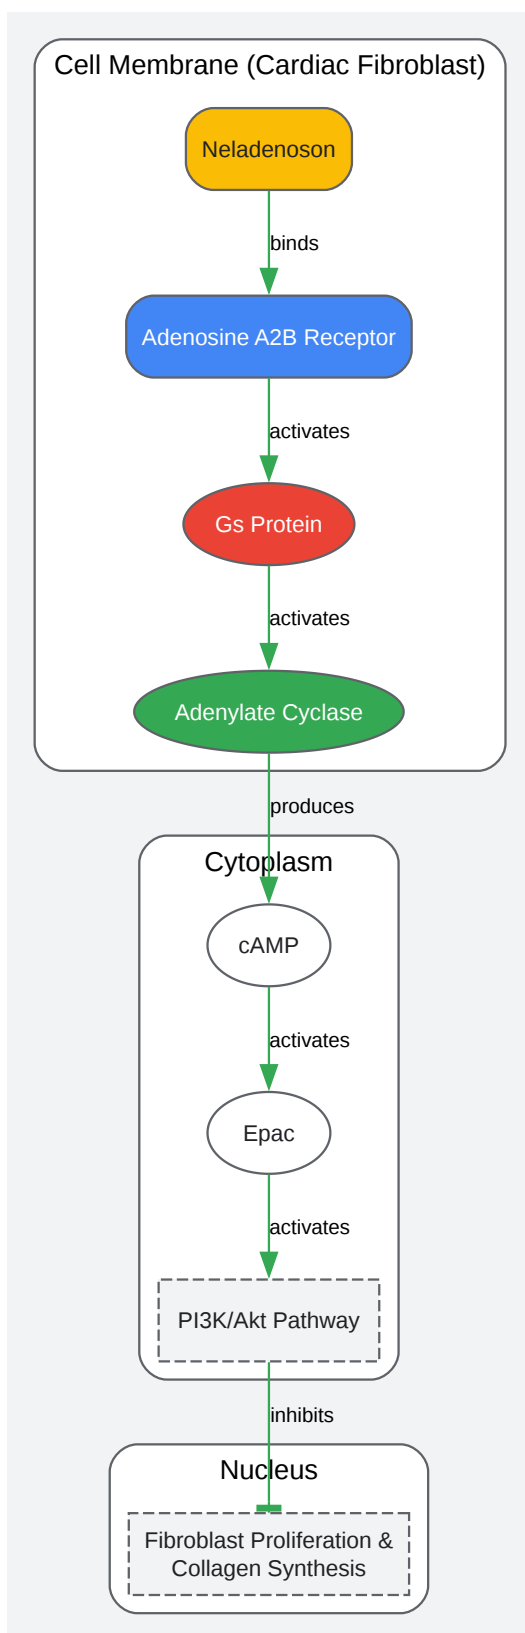 Cell Membrane (Cardiac Fibroblast)
Neladenoson
binds
Adenosine A2B Receptor
activates
Gs Protein
activates
Adenylate Cyclase
produces
Cytoplasm
cAMP
activates
Epac
activates
PI3K/Akt Pathway
inhibits
Nucleus
Fibroblast Proliferation &
Collagen Synthesis